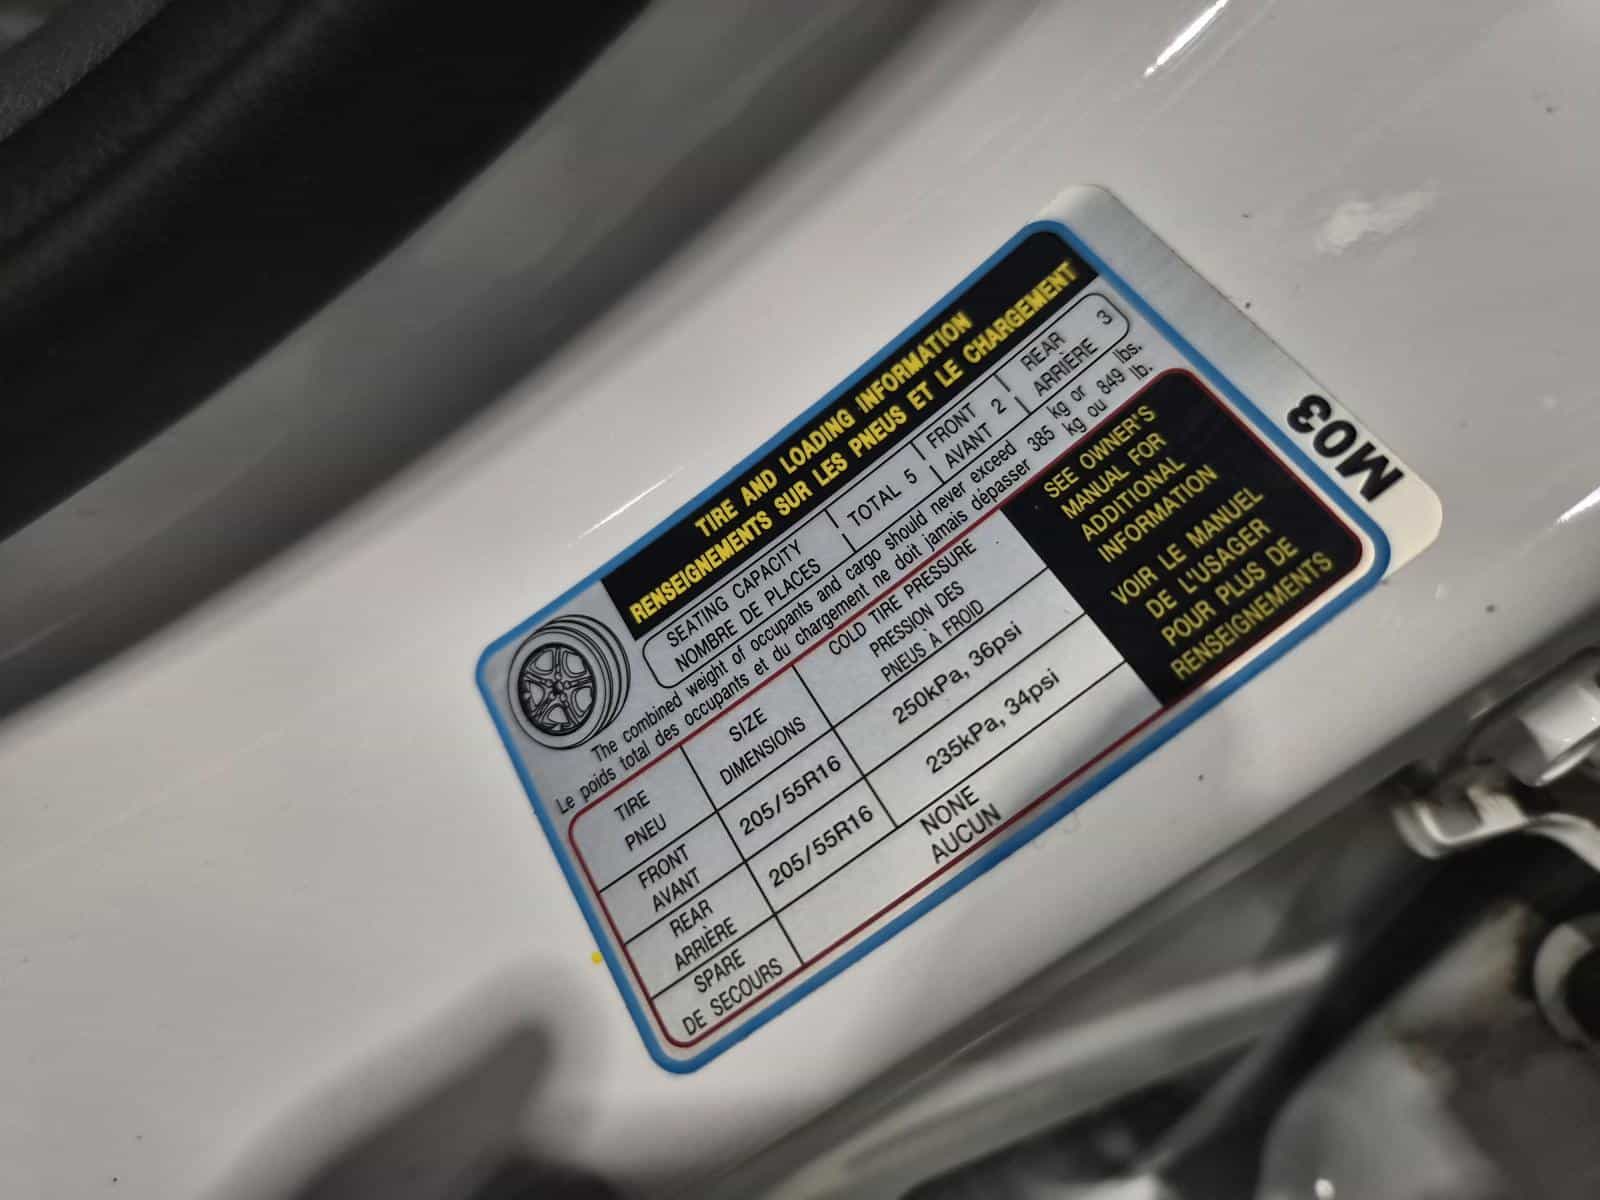 TIRE AND LOADING INFORMATION
RENSEIGNEMENTS SUR LES PNEUS ET LE CHARGEMENT
SEATING CAPACITY
NOMBRE DE PLACES
TOTAL 5
FRONT
AVANT 2
REAR
ARRIÈRE 3
The combined weight of occupants and cargo should never exceed 385 kg or 849 lbs.
Le poids total des occupants et du chargement ne doit jamais dépasser kg ou lb.
TIRE
PNEU
SIZE
DIMENSIONS
COLD TIRE PRESSURE
PRESSION DES
PNEUS À FROID
FRONT
AVANT
205/55R16
250kPa, 36psi
REAR
ARRIÈRE
205/55R16
235kPa, 34psi
SPARE
DE SECOURS
NONE
AUCUN
SEE OWNER'S
MANUAL FOR
ADDITIONAL
INFORMATION
VOIR LE MANUEL
DE L'USAGER
POUR PLUS DE
RENSEIGNEMENTS
M03